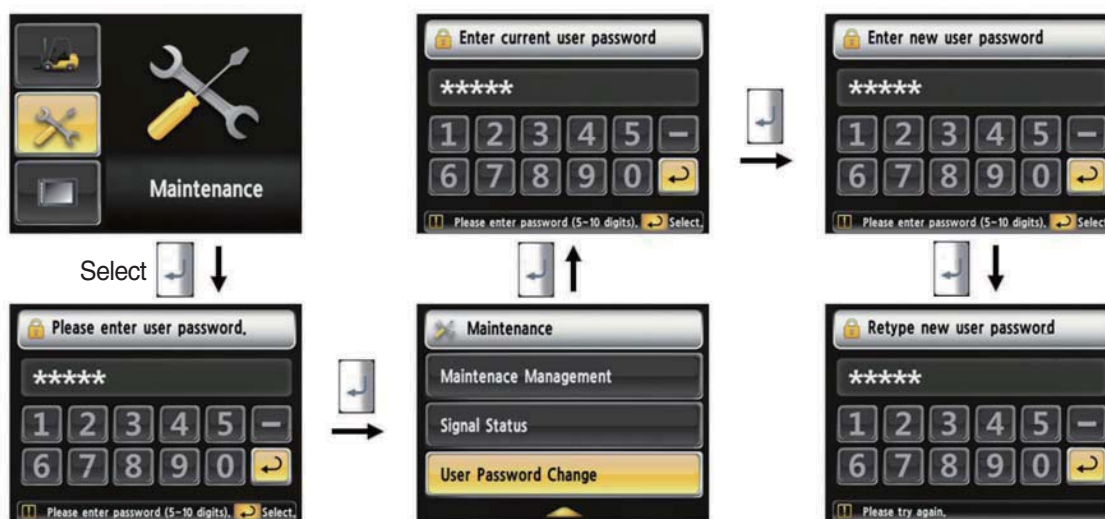 Maintenance
Select
Please enter user password.
*****
1 2 3 4 5 –
6 7 8 9 0
Please enter password (5-10 digits), Select.
Maintenance
Maintenace Management
Signal Status
User Password Change
Enter current user password
*****
1 2 3 4 5 –
6 7 8 9 0
Please enter password (5-10 digits), Select.
Enter new user password
*****
1 2 3 4 5 –
6 7 8 9 0
Please enter password (5-10 digits), Select
Retype new user password
*****
1 2 3 4 5 –
6 7 8 9 0
Please try again.